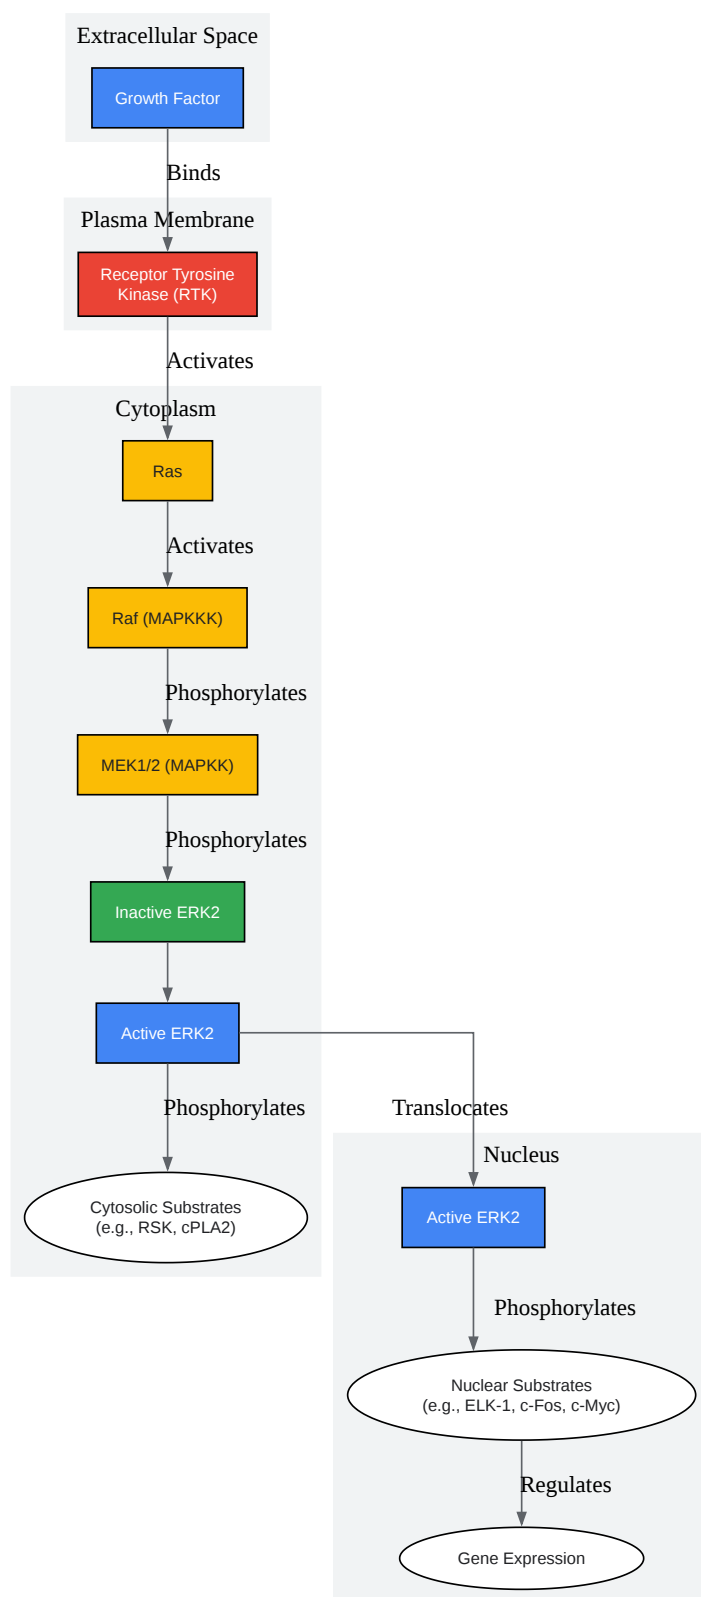 Extracellular Space
Growth Factor
Binds
Plasma Membrane
Receptor Tyrosine
Kinase (RTK)
Activates
Cytoplasm
Ras
Activates
Raf (MAPKKK)
Phosphorylates
MEK1/2 (MAPKK)
Phosphorylates
Inactive ERK2
Active ERK2
Phosphorylates
Cytosolic Substrates
(e.g., RSK, cPLA2)
Translocates
Nucleus
Active ERK2
Phosphorylates
Nuclear Substrates
(e.g., ELK-1, c-Fos, c-Myc)
Regulates
Gene Expression